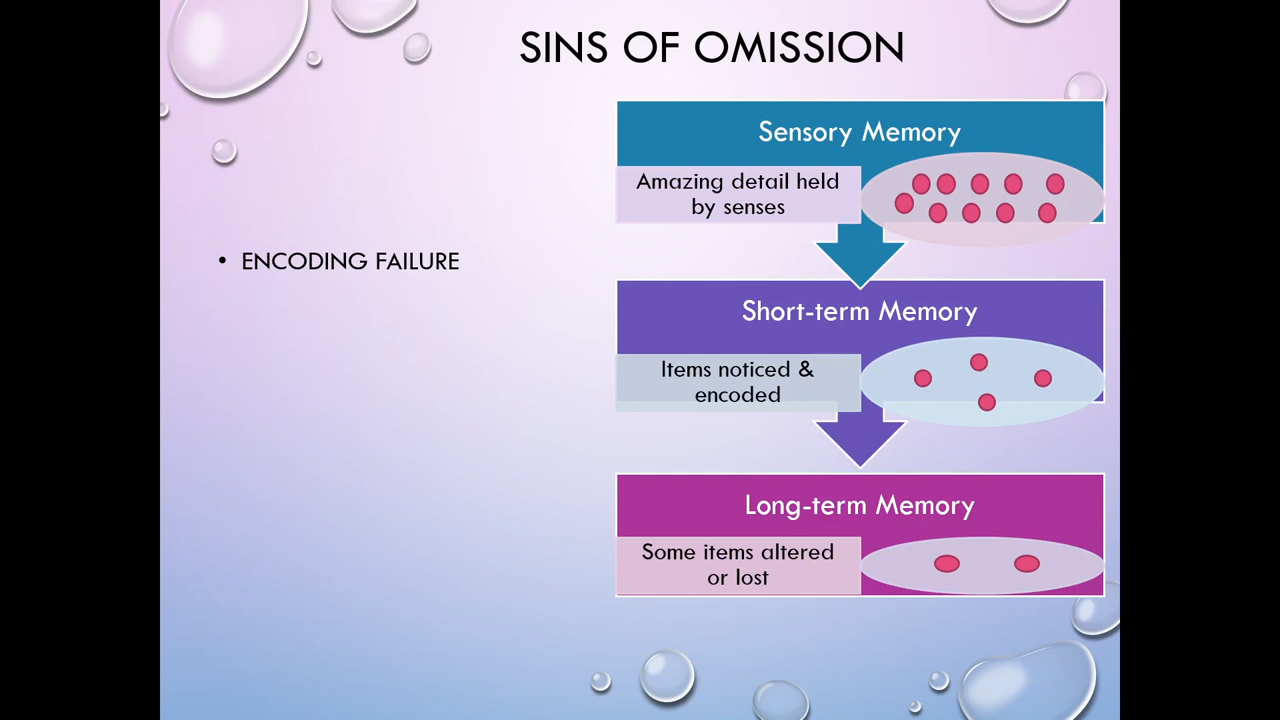 SINS OF OMISSION
• ENCODING FAILURE
Sensory Memory
Amazing detail held
by senses
Short-term Memory
Items noticed &
encoded
Long-term Memory
Some items altered
or lost